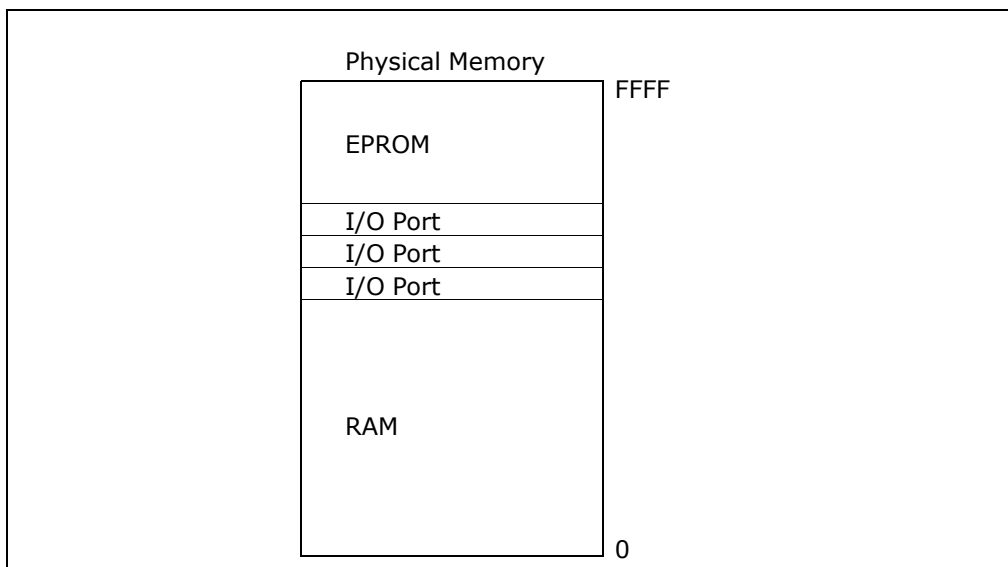 Physical Memory
FFFF
EPROM
I/O Port
I/O Port
I/O Port
RAM
0